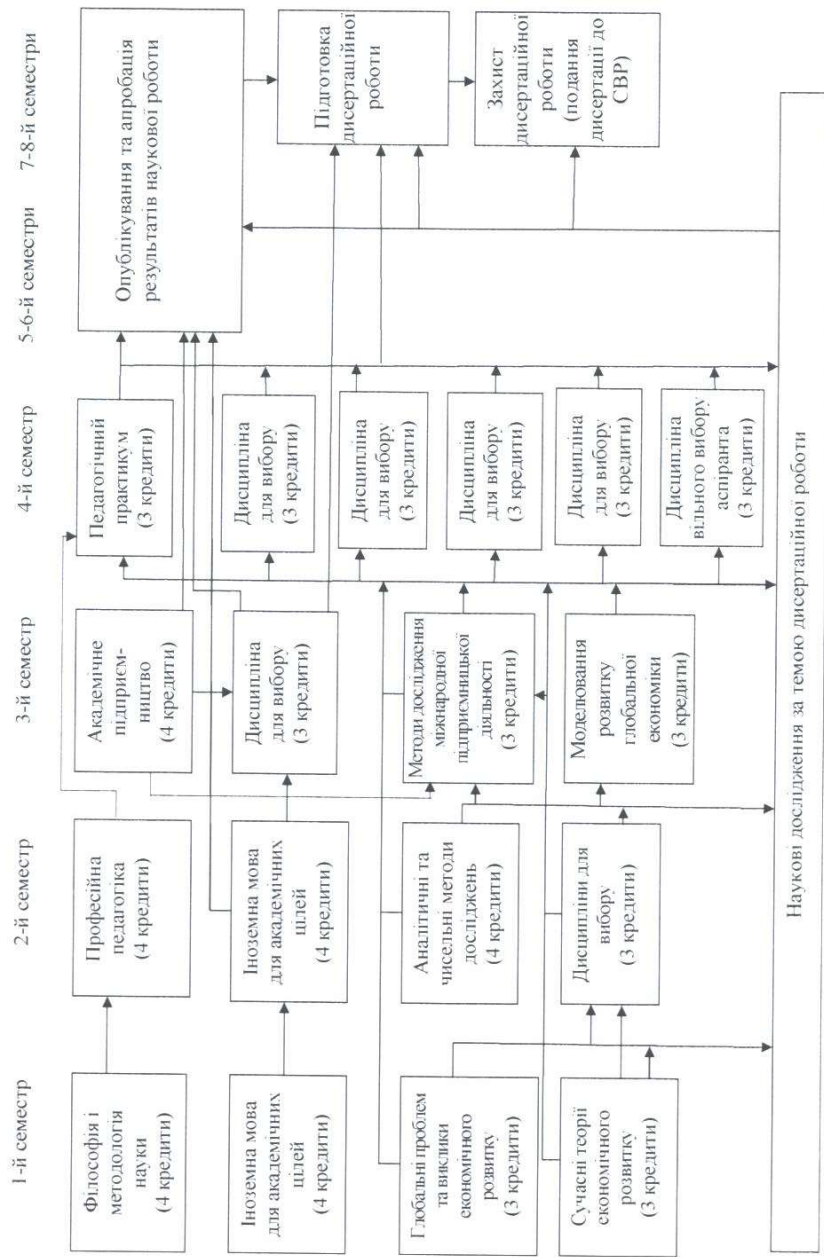 1-й семестр
2-й семестр
3-й семестр
4-й семестр
5-6-й семестри
7-8-й семестри
Філософія і
методологія
науки
(4 кредити)
Іноземна мова
для академічних
цілей
(4 кредити)
Глобальні проблем
та виклики
економічного
розвитку
(3 кредити)
Сучасні теорії
економічного
розвитку
(3 кредити)
Професійна
педагогіка
(4 кредити)
Іноземна мова
для академічних
цілей
(4 кредити)
Аналітичні та
чисельні методи
досліджень
(4 кредити)
Дисципліни для
вибору
(3 кредити)
Академічне
підприєм-
ництво
(4 кредити)
Дисципліна
для вибору
(3 кредити)
Методи дослідження
міжнародної
підприємницької
діяльності
(3 кредити)
Моделювання
розвитку
глобальної
економіки
(3 кредити)
Педагогічний
практикум
(3 кредити)
Дисципліна
для вибору
(3 кредити)
Дисципліна
для вибору
(3 кредити)
Дисципліна
для вибору
(3 кредити)
Дисципліна
для вибору
(3 кредити)
Дисципліна
вільного вибору
аспіранта
(3 кредити)
Опублікування та апробація
результатів наукової роботи
Підготовка
дисертаційної
роботи
Захист
дисертаційної
роботи
(подання
дисертації до
СВР)
Наукові дослідження за темою дисертаційної роботи